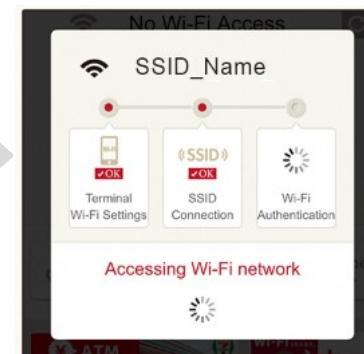 No Wi-Fi Access
SSID_Name
Wi-Fi
✔OK
Terminal
Wi-Fi Settings
((SSID))
✔OK
SSID
Connection
Wi-Fi
Authentication
Accessing Wi-Fi network
ATM